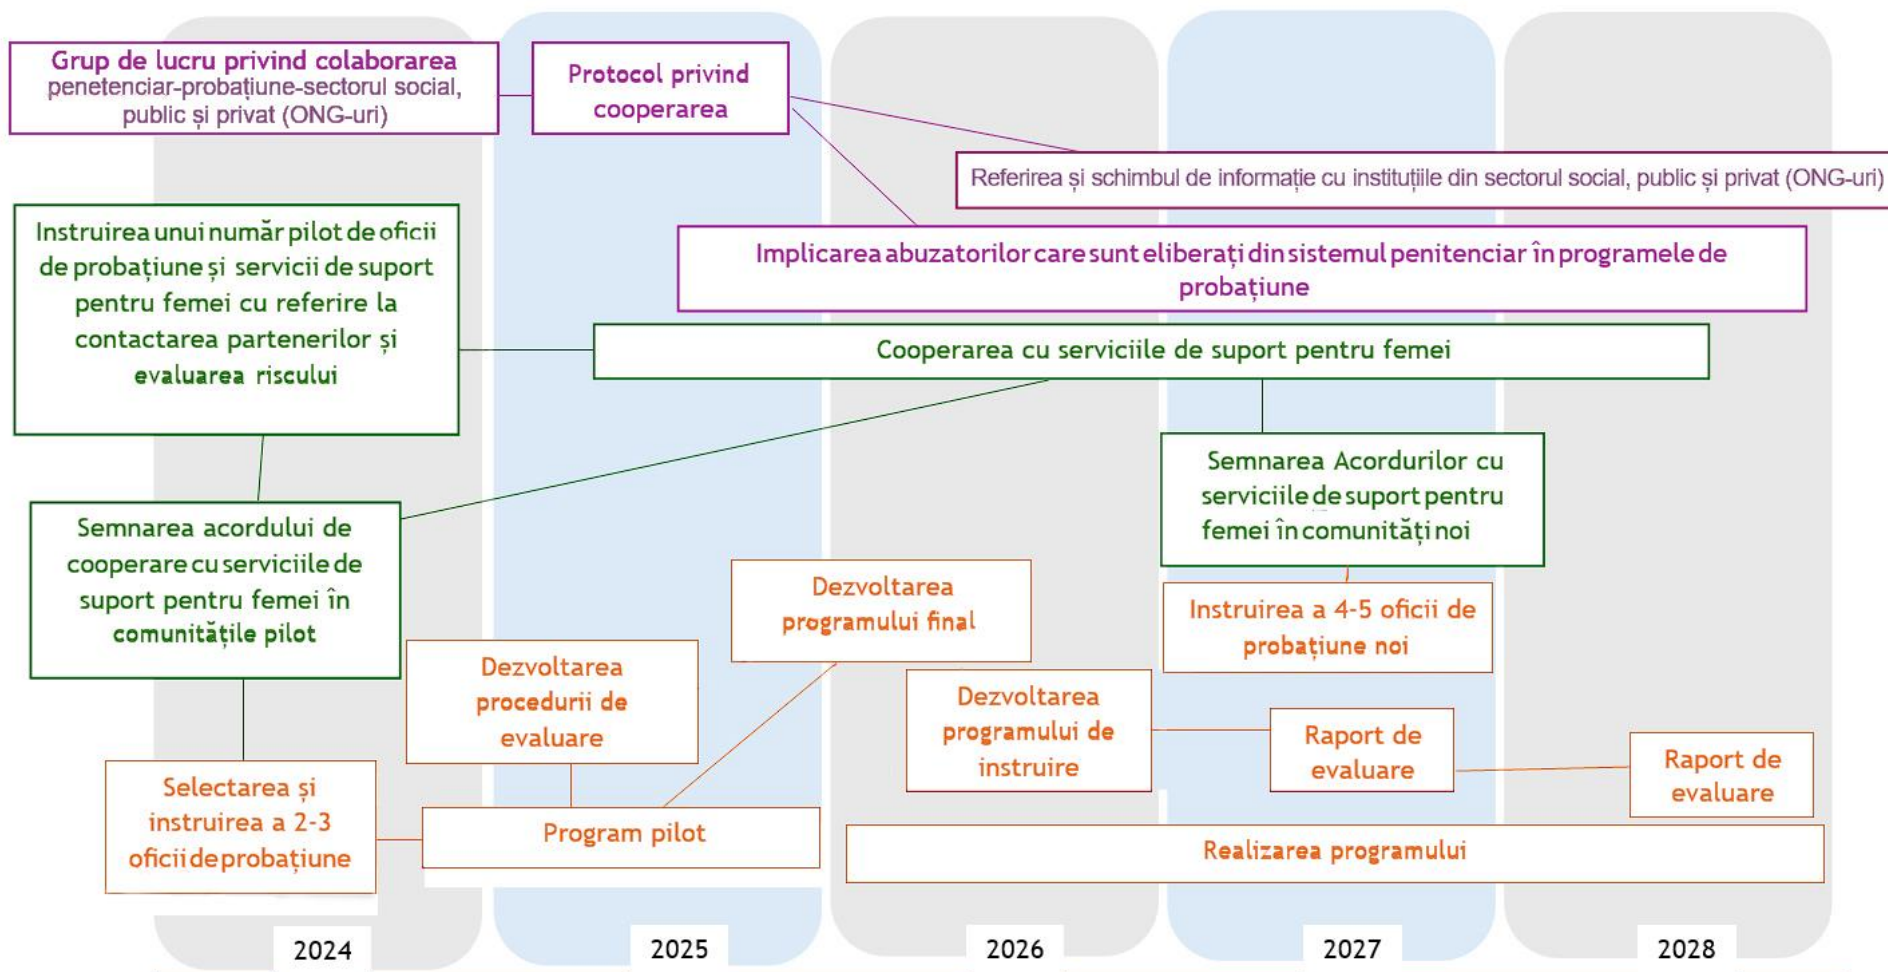 Grup de lucru privind colaborarea
penetenciar-probațiune-sectorul social,
public și privat (ONG-uri)
Protocol privind
cooperarea
Referirea și schimbul de informație cu instituțiile din sectorul social, public și privat (ONG-uri)
Implicarea abuzatorilor care sunt eliberați din sistemul penitenciar în programele de
probațiune
Instruirea unui număr pilot de oficii
de probațiune și servicii de suport
pentru femei cu referire la
contactarea partenerilor și
evaluarea riscului
Cooperarea cu serviciile de suport pentru femei
Semnarea Acordurilor cu
serviciile de suport pentru
femei în comunități noi
Semnarea acordului de
cooperare cu serviciile de
suport pentru femei în
comunitățile pilot
Dezvoltarea
programului final
Instruirea a 4-5 oficii de
probațiune noi
Dezvoltarea
procedurii de
evaluare
Dezvoltarea
programului de
instruire
Raport de
evaluare
Raport de
evaluare
Selectarea și
instruirea a 2-3
oficii de probațiune
Program pilot
Realizarea programului
2024
2025
2026
2027
2028